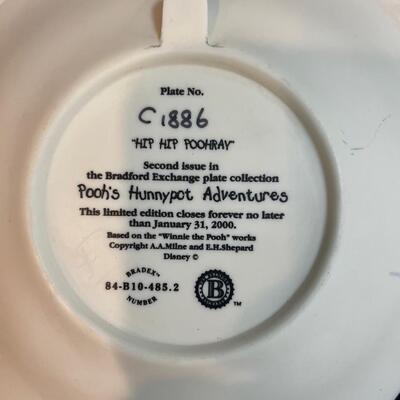 Plate No.
C1886
"HIP HIP POOHRAY"
Second issue in
the Bradford Exchange plate collection
Pooh's Hunnypot Adventures
This limited edition closes forever no later
than January 31, 2000.
Based on the "Winnie the Pooh" works
Copyright A.A.Milne and E.H.Shepard
Disney ©
BRADEX™
84-B10-485.2
NUMBER
B
™